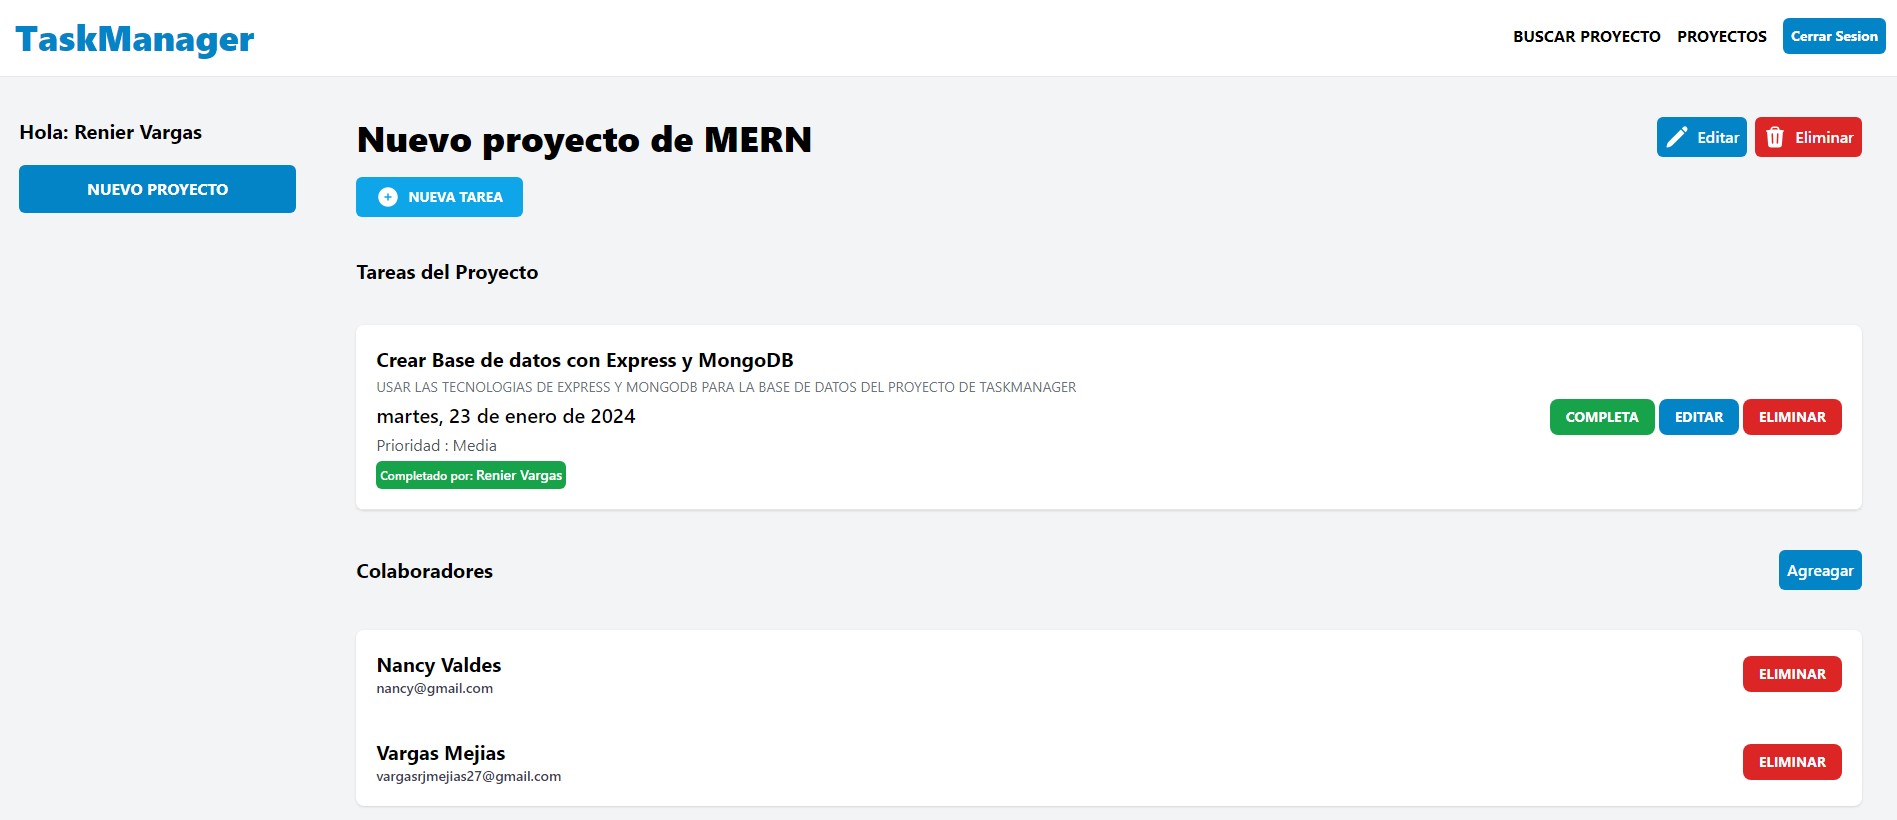 TaskManager
BUSCAR PROYECTO PROYECTOS Cerrar Sesion
Hola: Renier Vargas
NUEVO PROYECTO
Nuevo proyecto de MERN
Editar Eliminar
NUEVA TAREA
Tareas del Proyecto
Crear Base de datos con Express y MongoDB
USAR LAS TECNOLOGIAS DE EXPRESS Y MONGODB PARA LA BASE DE DATOS DEL PROYECTO DE TASKMANAGER
martes, 23 de enero de 2024
Prioridad : Media
Completado por: Renier Vargas
COMPLETA EDITAR ELIMINAR
Colaboradores
Agreagar
Nancy Valdes
nancy@gmail.com
ELIMINAR
Vargas Mejias
vargasrjmejias27@gmail.com
ELIMINAR